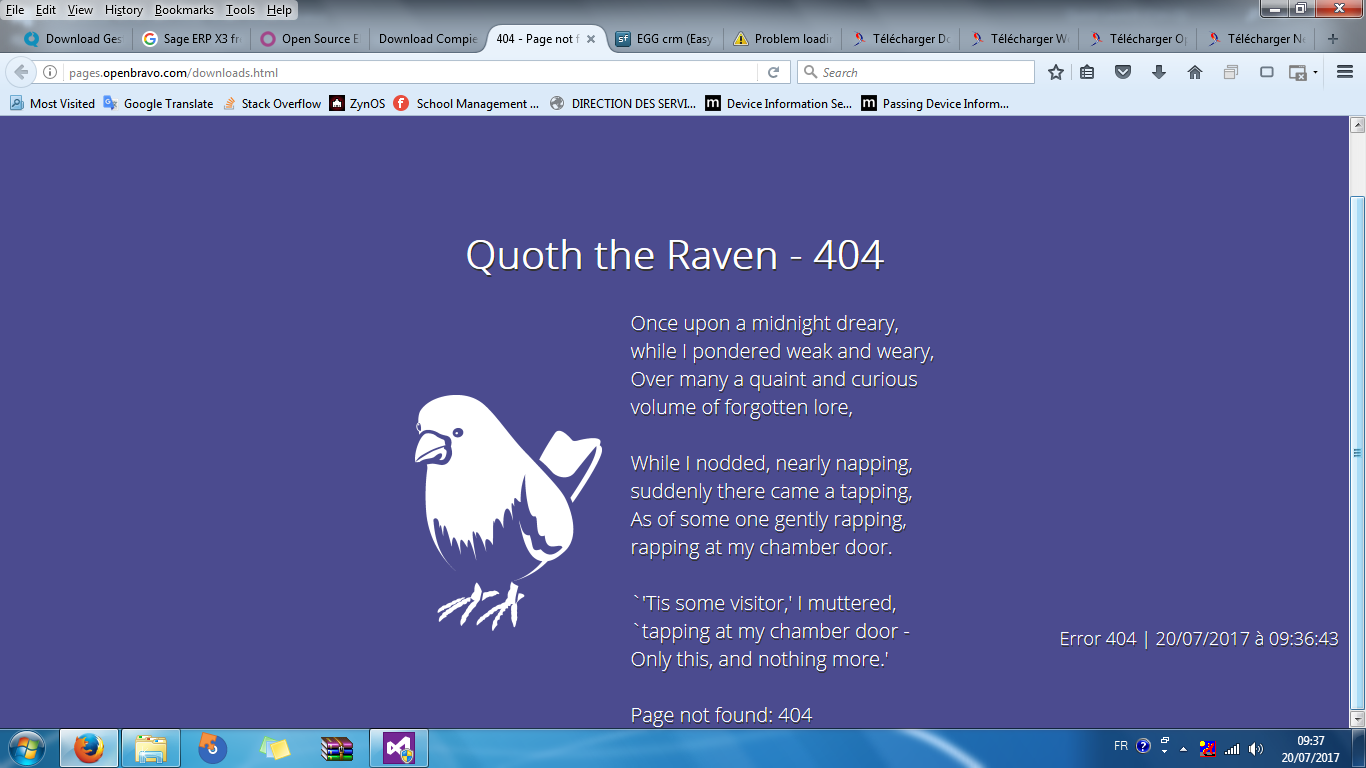 File Edit View History Bookmarks Tools Help
Download Ges
Sage ERP X3 fr
Open Source E
Download Compie
404 - Page not f
EGG crm (Easy
Problem loadi
Télécharger Do
Télécharger W
Télécharger O
Télécharger Ne
pages.openbravo.com/downloads.html
Search
Most Visited
Google Translate
Stack Overflow
ZynOS
School Management ...
DIRECTION DES SERVI...
Device Information Se...
Passing Device Inform...
Quoth the Raven - 404
Once upon a midnight dreary,
while I pondered weak and weary,
Over many a quaint and curious
volume of forgotten lore,
While I nodded, nearly napping,
suddenly there came a tapping,
As of some one gently rapping,
rapping at my chamber door.
`'Tis some visitor,' I muttered,
`tapping at my chamber door -
Only this, and nothing more.'
Error 404 | 20/07/2017 à 09:36:43
Page not found: 404
FR
09:37
20/07/2017